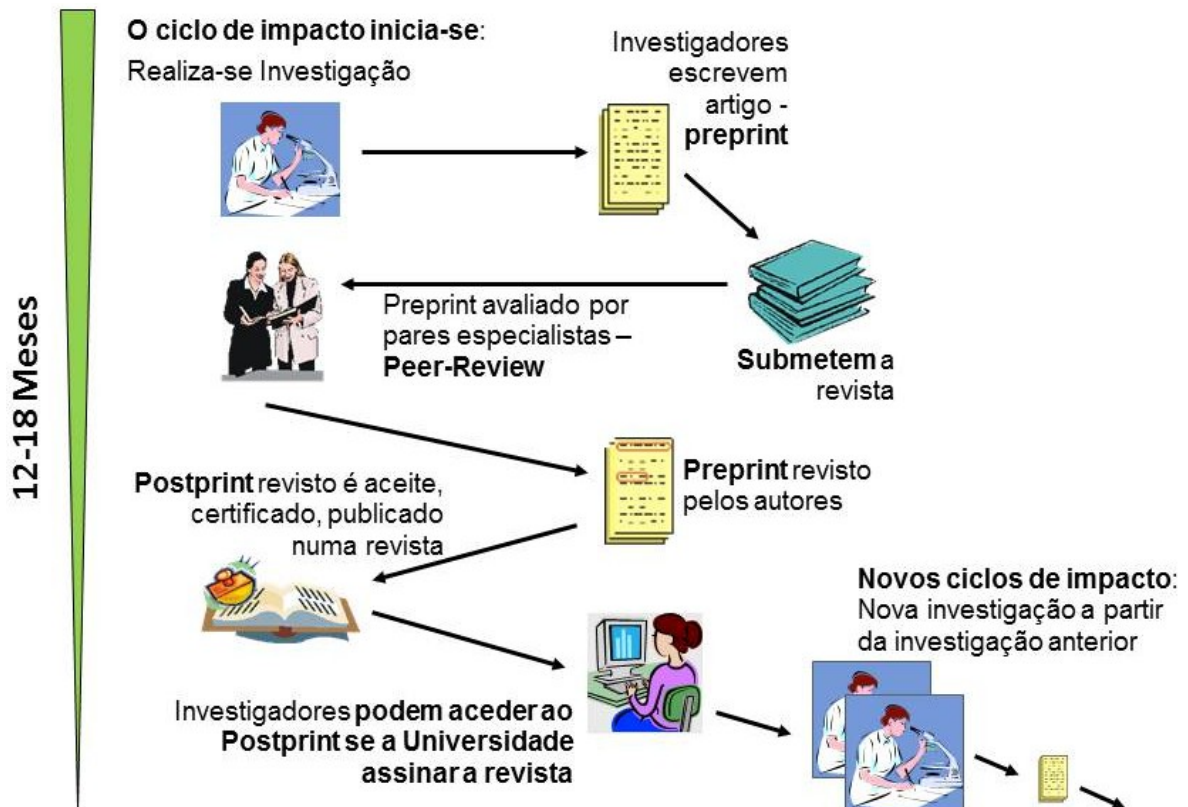 O ciclo de impacto inicia-se:
Realiza-se Investigação
Investigadores
escrevem
artigo -
preprint
12-18 Meses
Preprint avaliado por
pares especialistas –
Peer-Review
Submetem a
revista
Preprint revisto
pelos autores
Postprint revisto é aceite,
certificado, publicado
numa revista
Novos ciclos de impacto:
Nova investigação a partir
da investigação anterior
Investigadores podem aceder ao
Postprint se a Universidade
assinar a revista